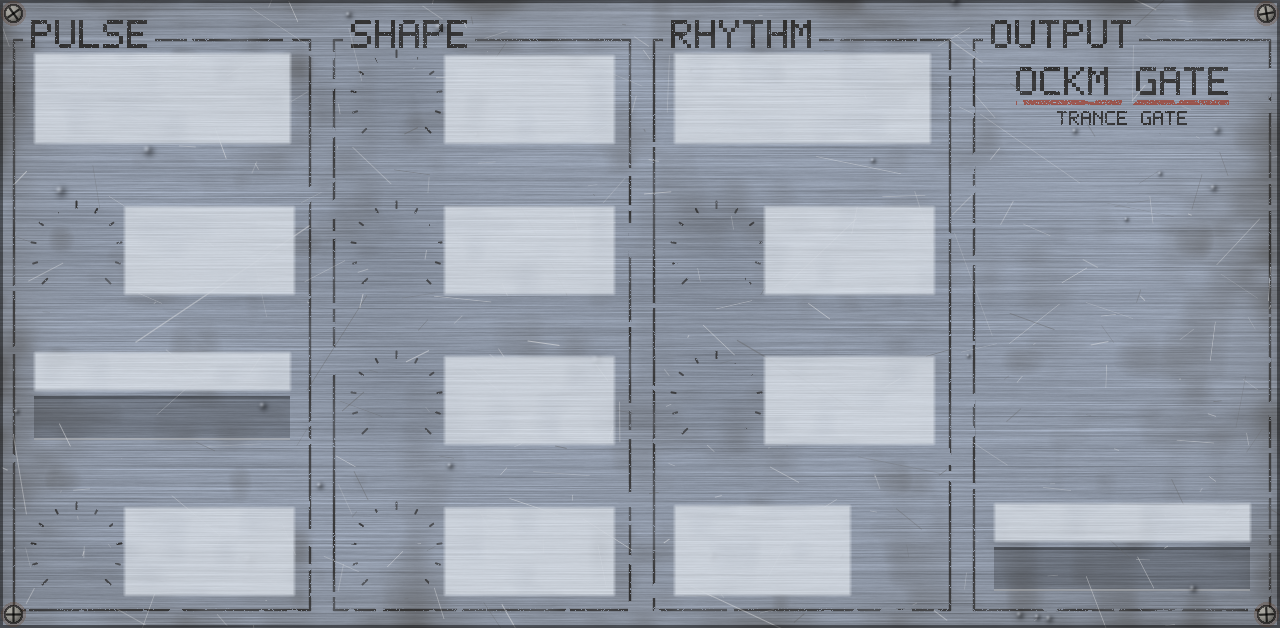 PULSE
SHAPE
RHYTHM
OUTPUT
OCKM GATE
TRANCE GATE